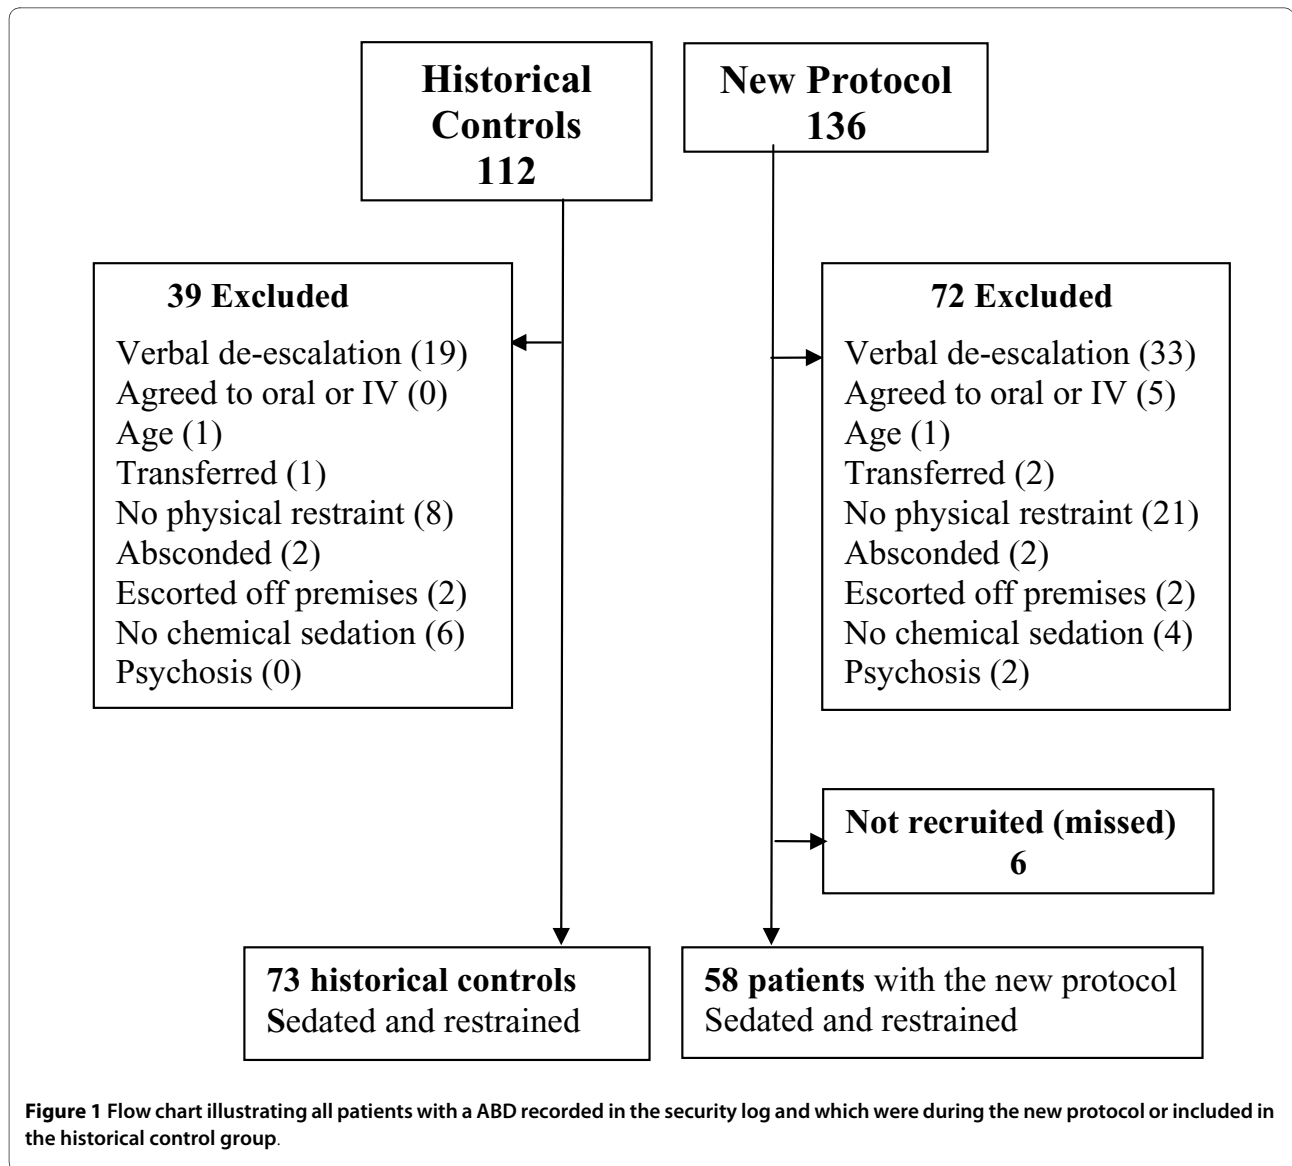 Historical
Controls
112
New Protocol
136
39 Excluded
Verbal de-escalation (19)
Agreed to oral or IV (0)
Age (1)
Transferred (1)
No physical restraint (8)
Absconded (2)
Escorted off premises (2)
No chemical sedation (6)
Psychosis (0)
72 Excluded
Verbal de-escalation (33)
Agreed to oral or IV (5)
Age (1)
Transferred (2)
No physical restraint (21)
Absconded (2)
Escorted off premises (2)
No chemical sedation (4)
Psychosis (2)
Not recruited (missed)
6
73 historical controls
Sedated and restrained
58 patients with the new protocol
Sedated and restrained
Figure 1 Flow chart illustrating all patients with a ABD recorded in the security log and which were during the new protocol or included in
the historical control group.